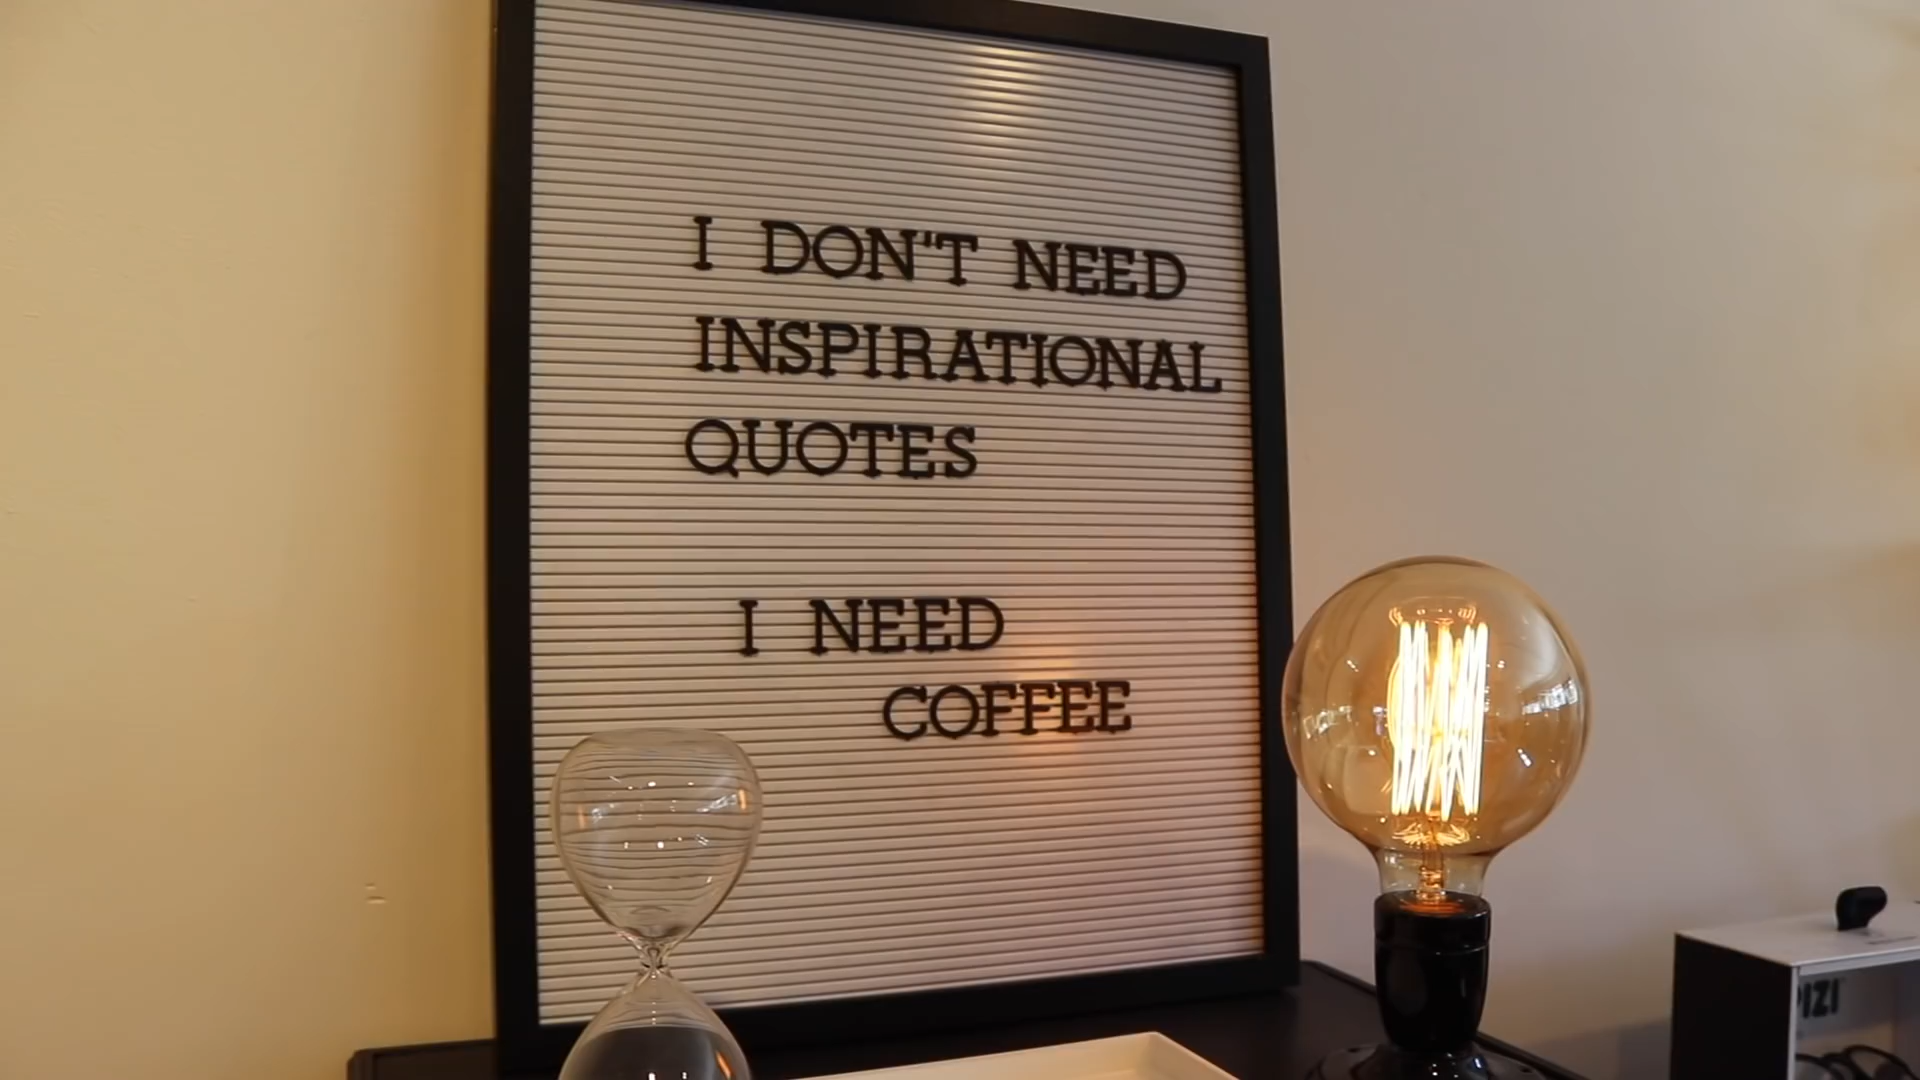 I DON'T NEED
INSPIRATIONAL
QUOTES
I NEED
COFFEE